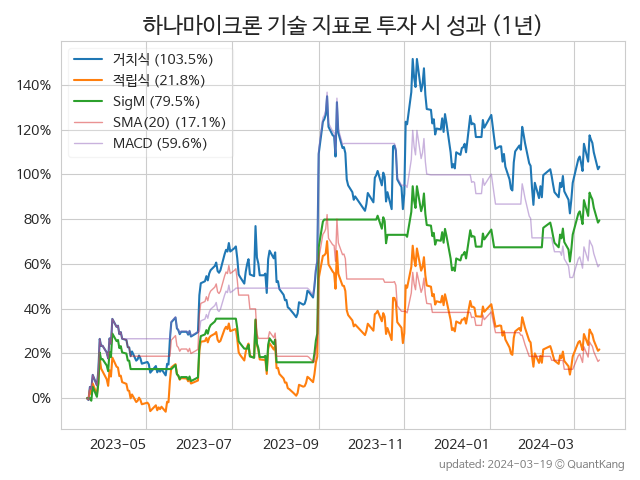 하나마이크론 기술 지표로 투자 시 성과 (1년)
거치식 (103.5%)
적립식 (21.8%)
SigM (79.5%)
SMA(20) (17.1%)
MACD (59.6%)
140%
120%
100%
80%
60%
40%
20%
0%
2023-05 2023-07 2023-09 2023-11 2024-01 2024-03
updated: 2024-03-19 © QuantKang